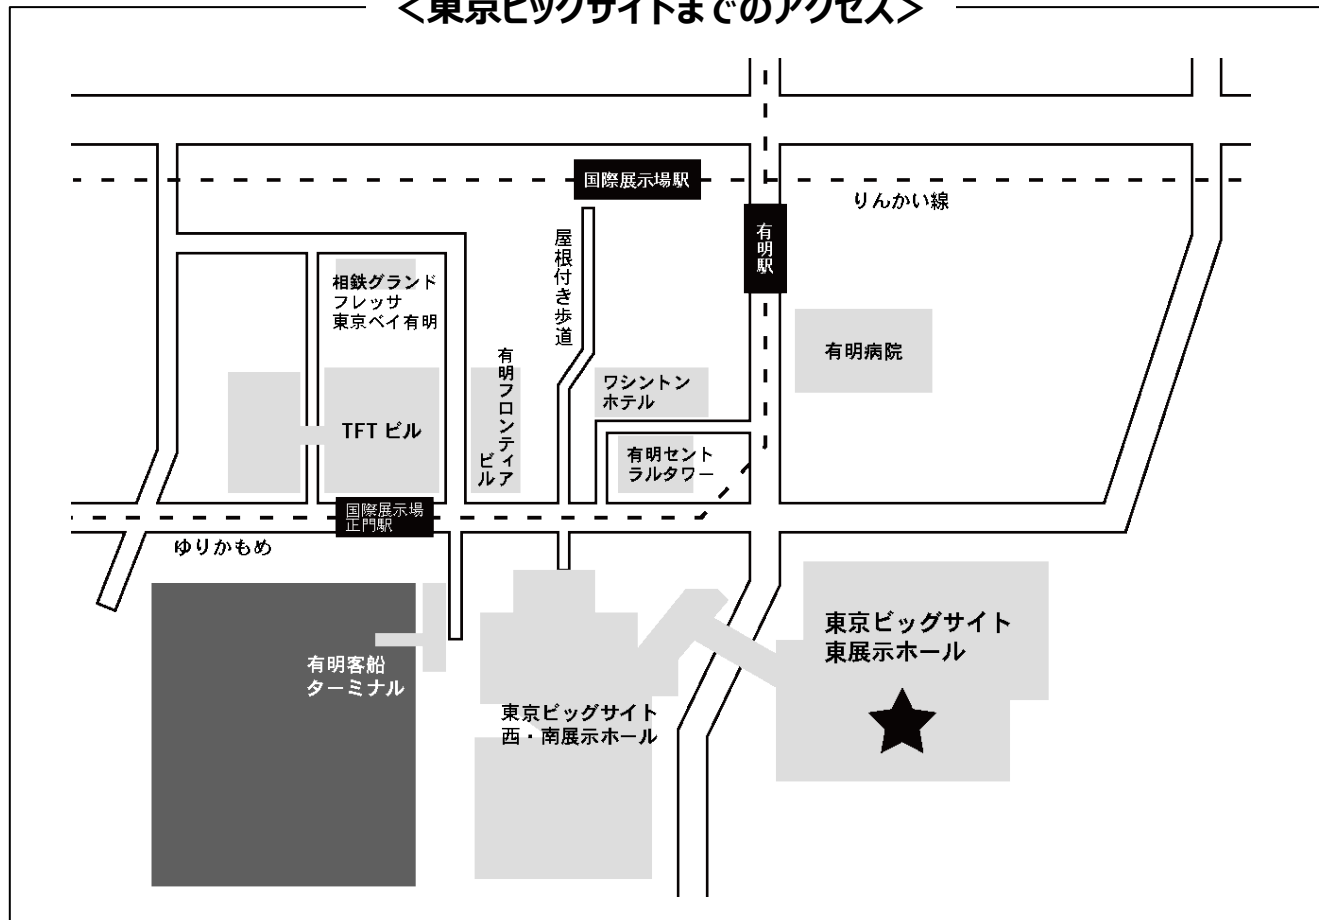 <東京ビッグサイトまでのアクセス>
国際展示場駅
りんかい線
有明駅
屋根付き歩道
相鉄グランド
フレッサ
東京ベイ有明
有明病院
有明フロンティア
ビル
ワシントン
ホテル
TFT ビル
有明セント
ラルタワー
国際展示場
正門駅
ゆりかもめ
東京ビッグサイト
東展示ホール
有明客船
ターミナル
東京ビッグサイト
西・南展示ホール